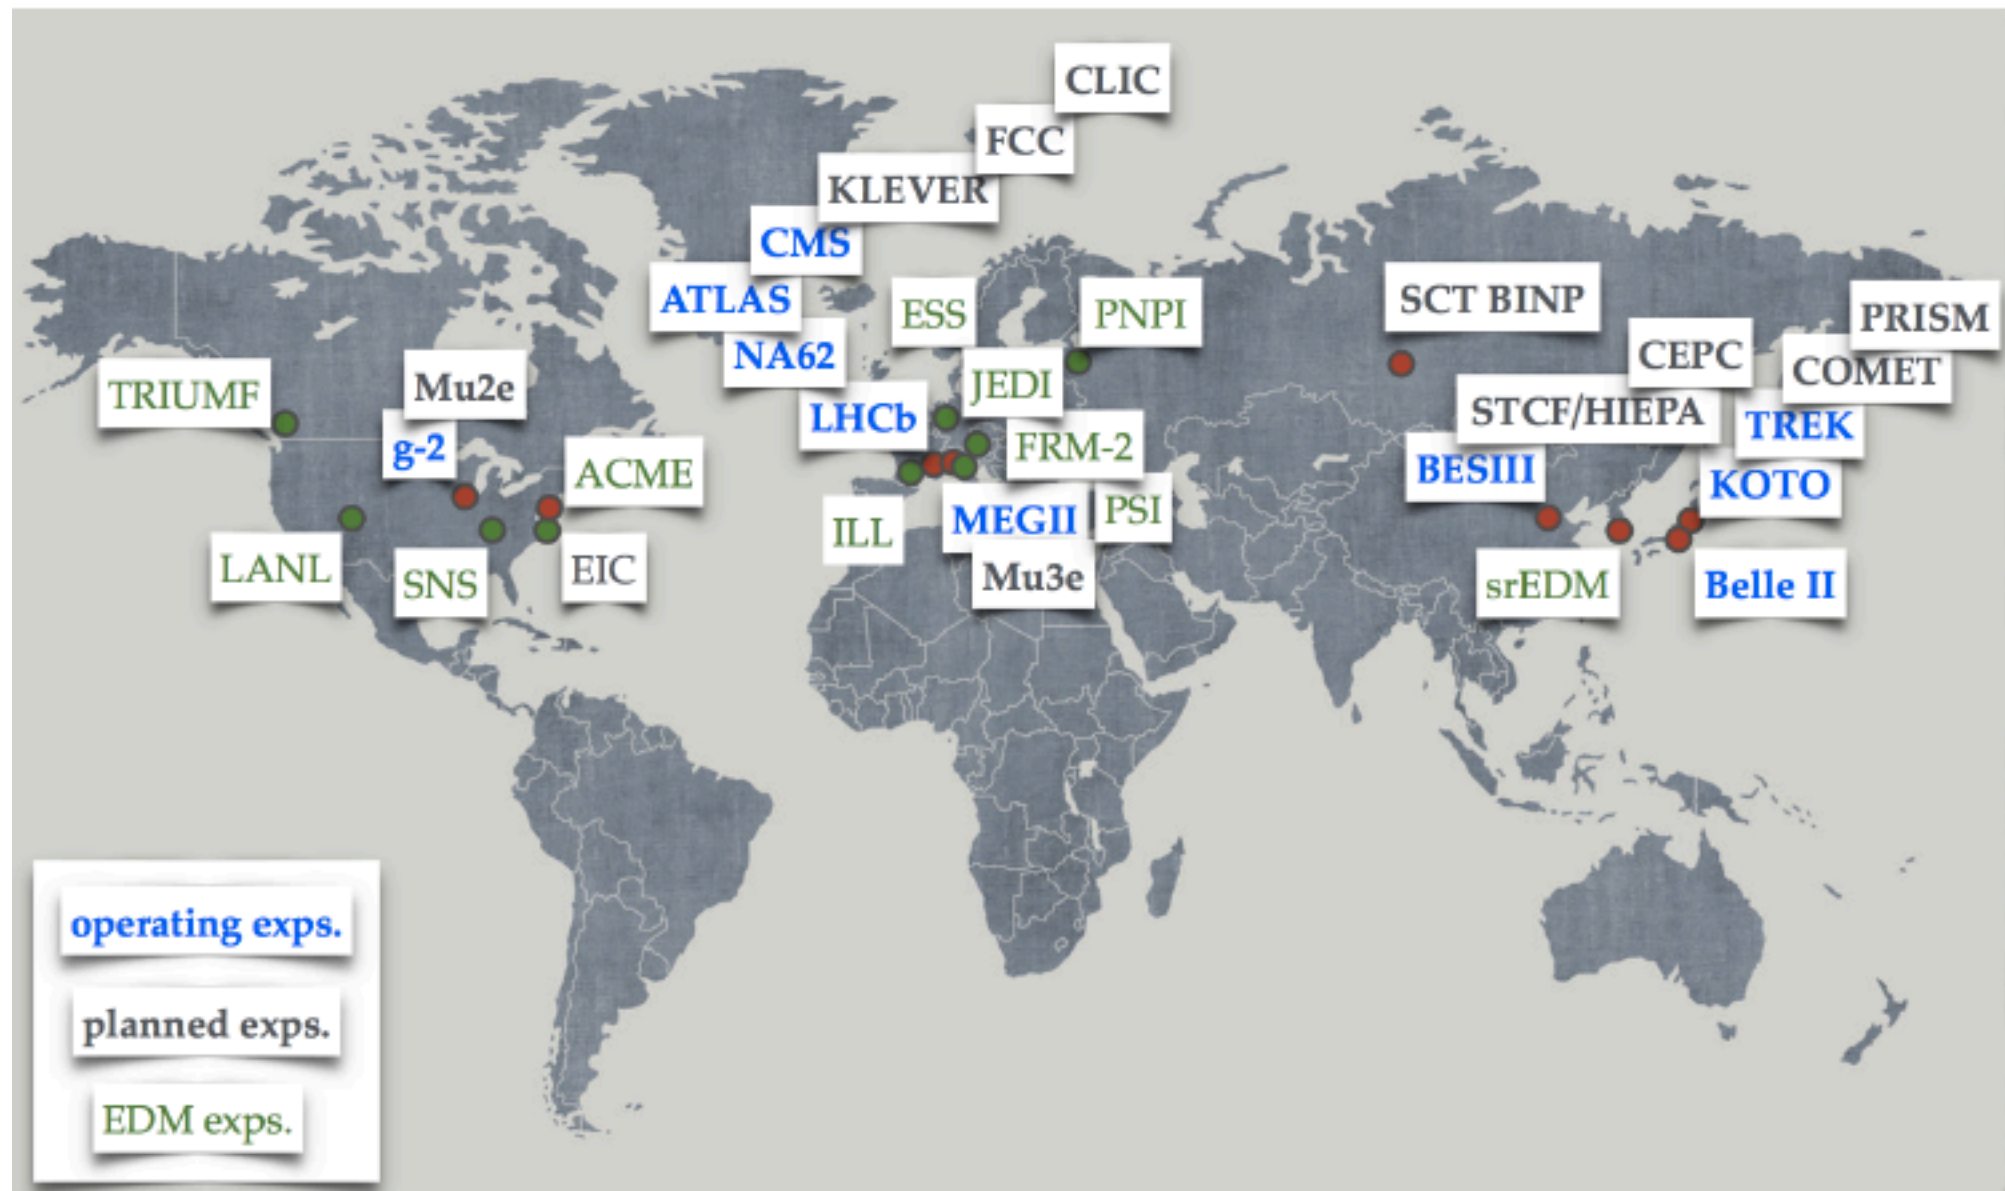 CLIC
FCC
KLEVER
CMS
ATLAS
NA62
LHCb
ESS
PNPI
JEDI
FRM-2
ILL
MEGII
PSI
Mu3e
TRIUMF
Mu2e
g-2
ACME
LANL
SNS
EIC
SCT BINP
PRISM
CEPC
COMET
STCF/HIEPA
TREK
BESIII
KOTO
srEDM
Belle II
operating exps.
planned exps.
EDM exps.